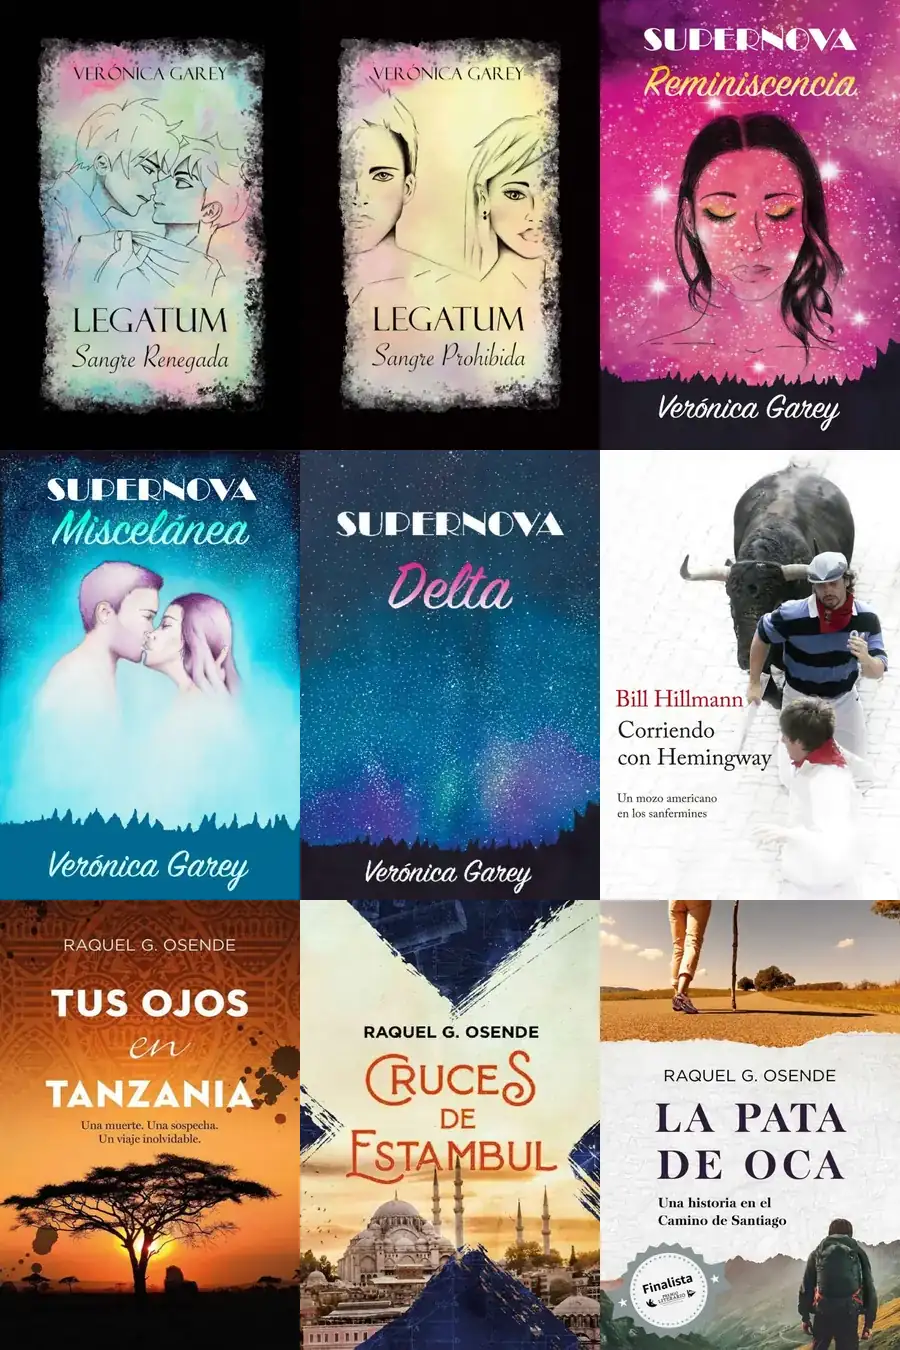 VERÓNICA GAREY
LEGATUM
Sangre Renegada
VERÓNICA GAREY
LEGATUM
Sangre Prohibida
SUPERNOVA
Reminiscencia
Verónica Garey
SUPERNOVA
Miscelánea
Verónica Garey
SUPERNOVA
Delta
Verónica Garey
Bill Hillmann
Corriendo
con Hemingway
Un mozo americano
en los sanfermines
RAQUEL G. OSENDE
TUS OJOS
en
TANZANIA
Una muerte. Una sospecha.
Un viaje inolvidable.
RAQUEL G. OSENDE
CRUCES
DE
ESTAMBUL
RAQUEL G. OSENDE
LA PATA
DE OCA
Una historia en el
Camino de Santiago
Finalista
PREMIO
LITERARIO